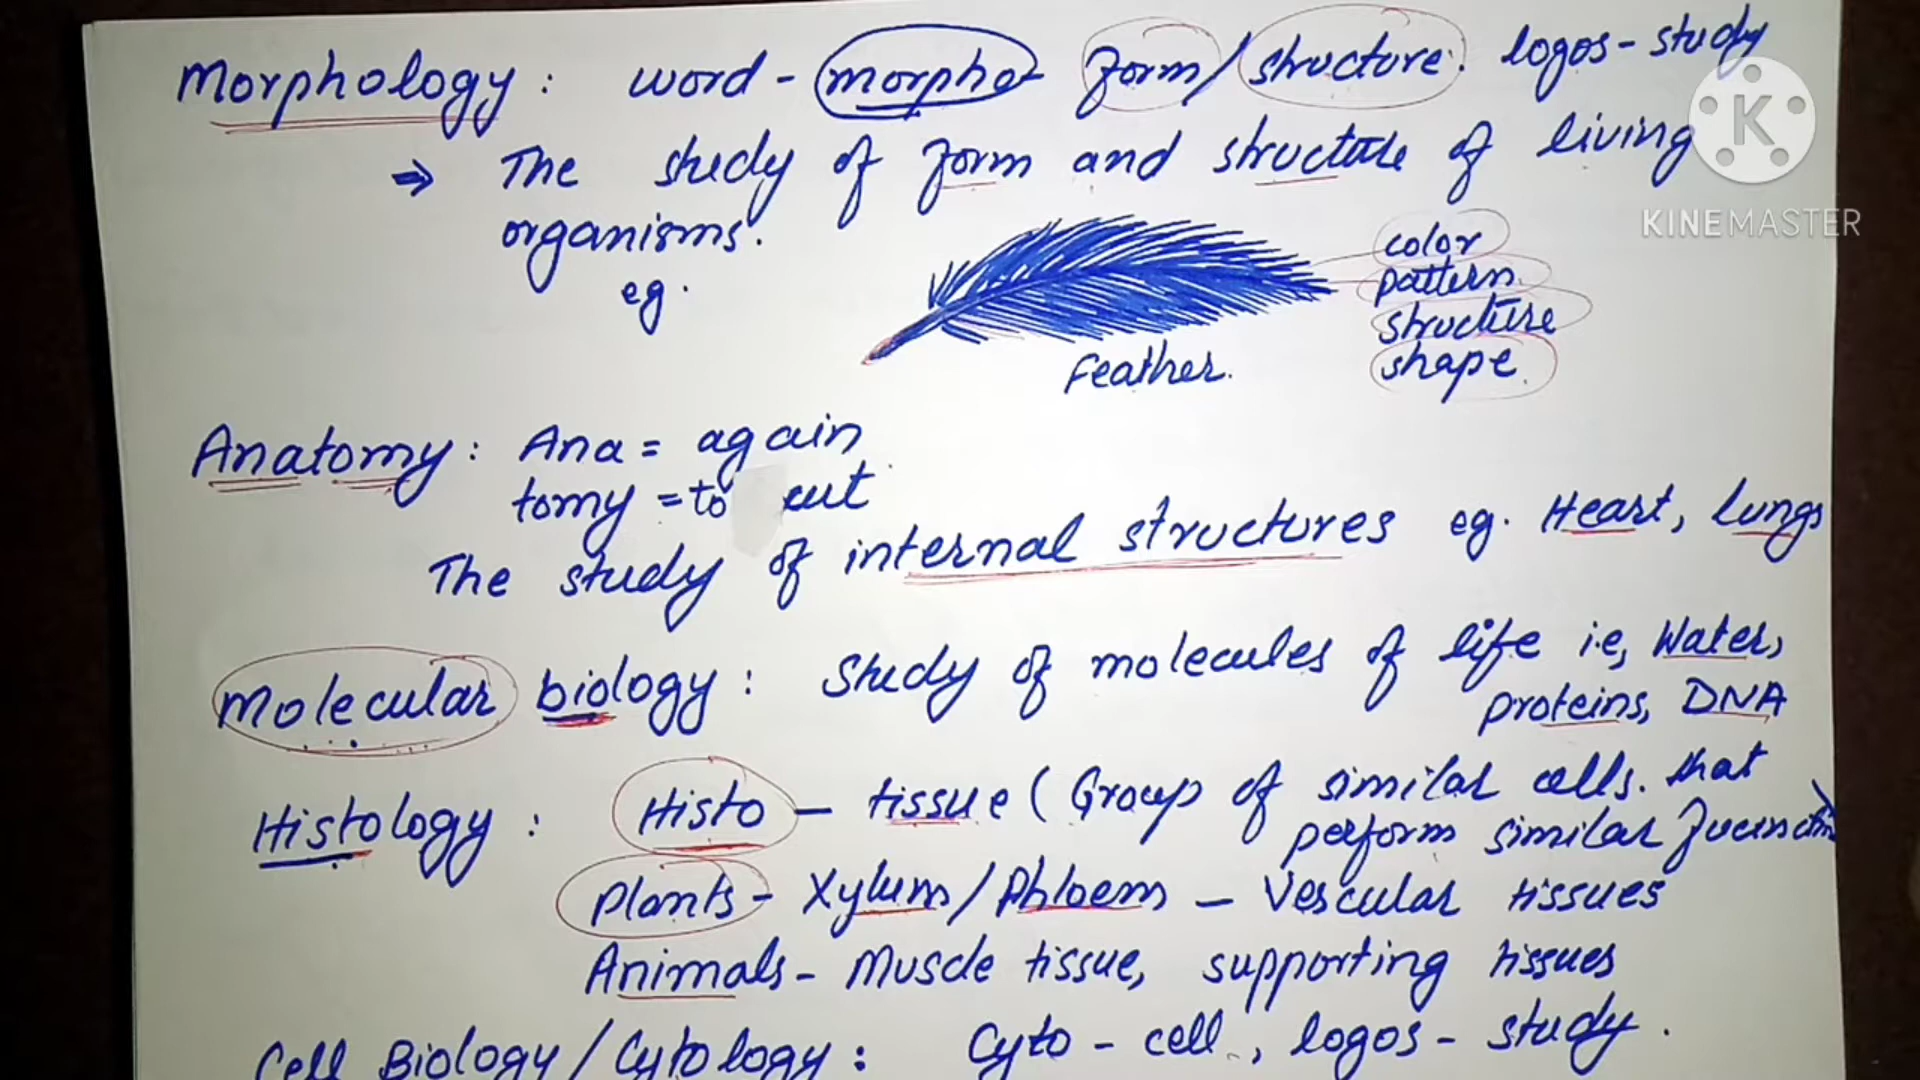 Morphology : word - morpho- form/structure. logos - study
⇒ The study of form and structure of living
organisms.
eg.
color
pattern
structure
shape.
Feather.
Anatomy : Ana = again
tomy = to cut
The study of internal structures eg. Heart, lungs
Molecular biology : Study of molecules of life i.e, Water,
proteins, DNA
Histology : Histo - tissue (Group of similar cells. that
perform similar function
Plants - Xylum/Phloem - Vescular tissues
Animals - Muscle tissue, supporting tissues
Cell Biology/Cytology : Cyto - cell, logos - study.
K
KINEMASTER